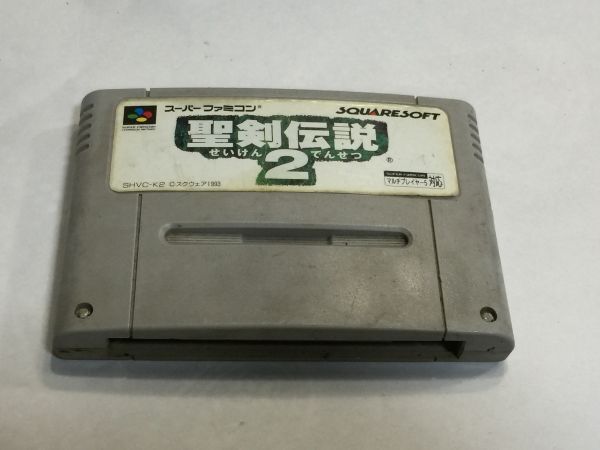 スーパーファミコン®
SQUARESOFT
聖剣伝説
せいけん でんせつ
2
®
SHVC-K2 ©スクウェア1993
SUPER FAMICOM
マルチプレイヤー5 対応